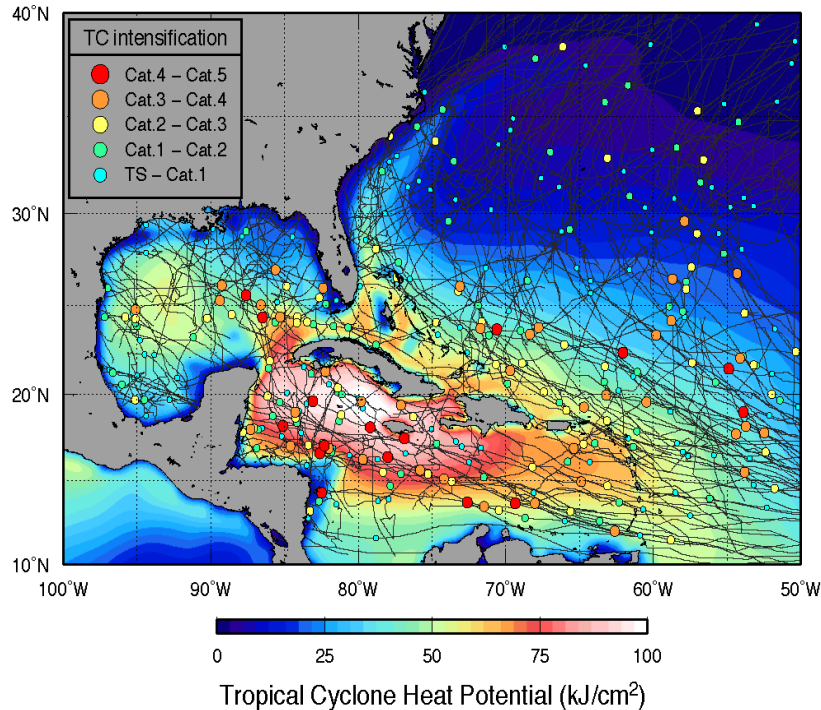 40°N
TC intensification
Cat.4 – Cat.5
Cat.3 – Cat.4
Cat.2 – Cat.3
Cat.1 – Cat.2
TS – Cat.1
30°N
20°N
10°N
100°W 90°W 80°W 70°W 60°W 50°W
0 25 50 75 100
Tropical Cyclone Heat Potential (kJ/cm²)